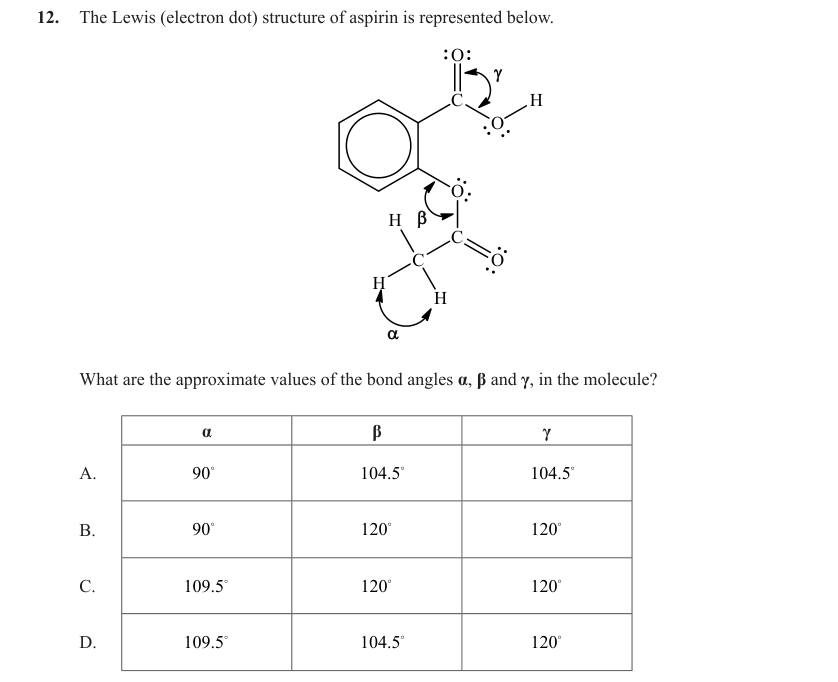 12. The Lewis (electron dot) structure of aspirin is represented below.
:O:
γ
C
H
O
O
H β
C
C
O
H
H
α
What are the approximate values of the bond angles α, β and γ, in the molecule?
α β γ
A. 90° 104.5° 104.5°
B. 90° 120° 120°
C. 109.5° 120° 120°
D. 109.5° 104.5° 120°